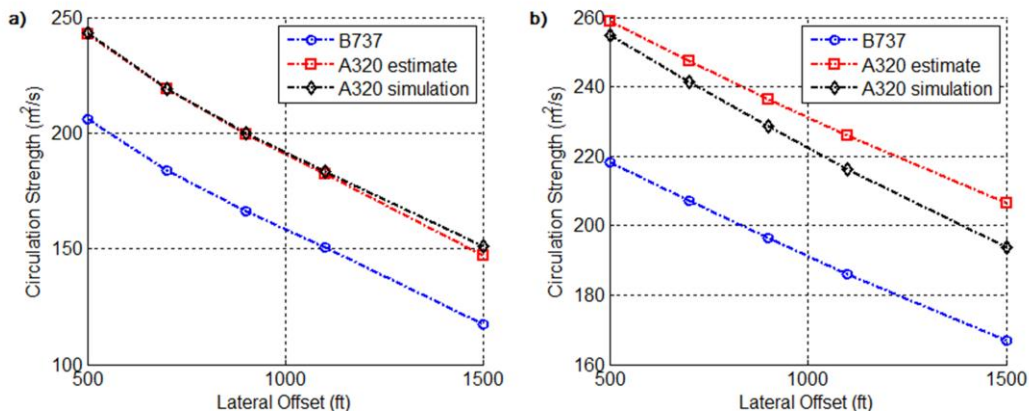 a)
250
200
150
100
Circulation Strength (m²/s)
B737
A320 estimate
A320 simulation
500 1000 1500
Lateral Offset (ft)
b)
260
240
220
200
180
160
Circulation Strength (m²/s)
B737
A320 estimate
A320 simulation
500 1000 1500
Lateral Offset (ft)